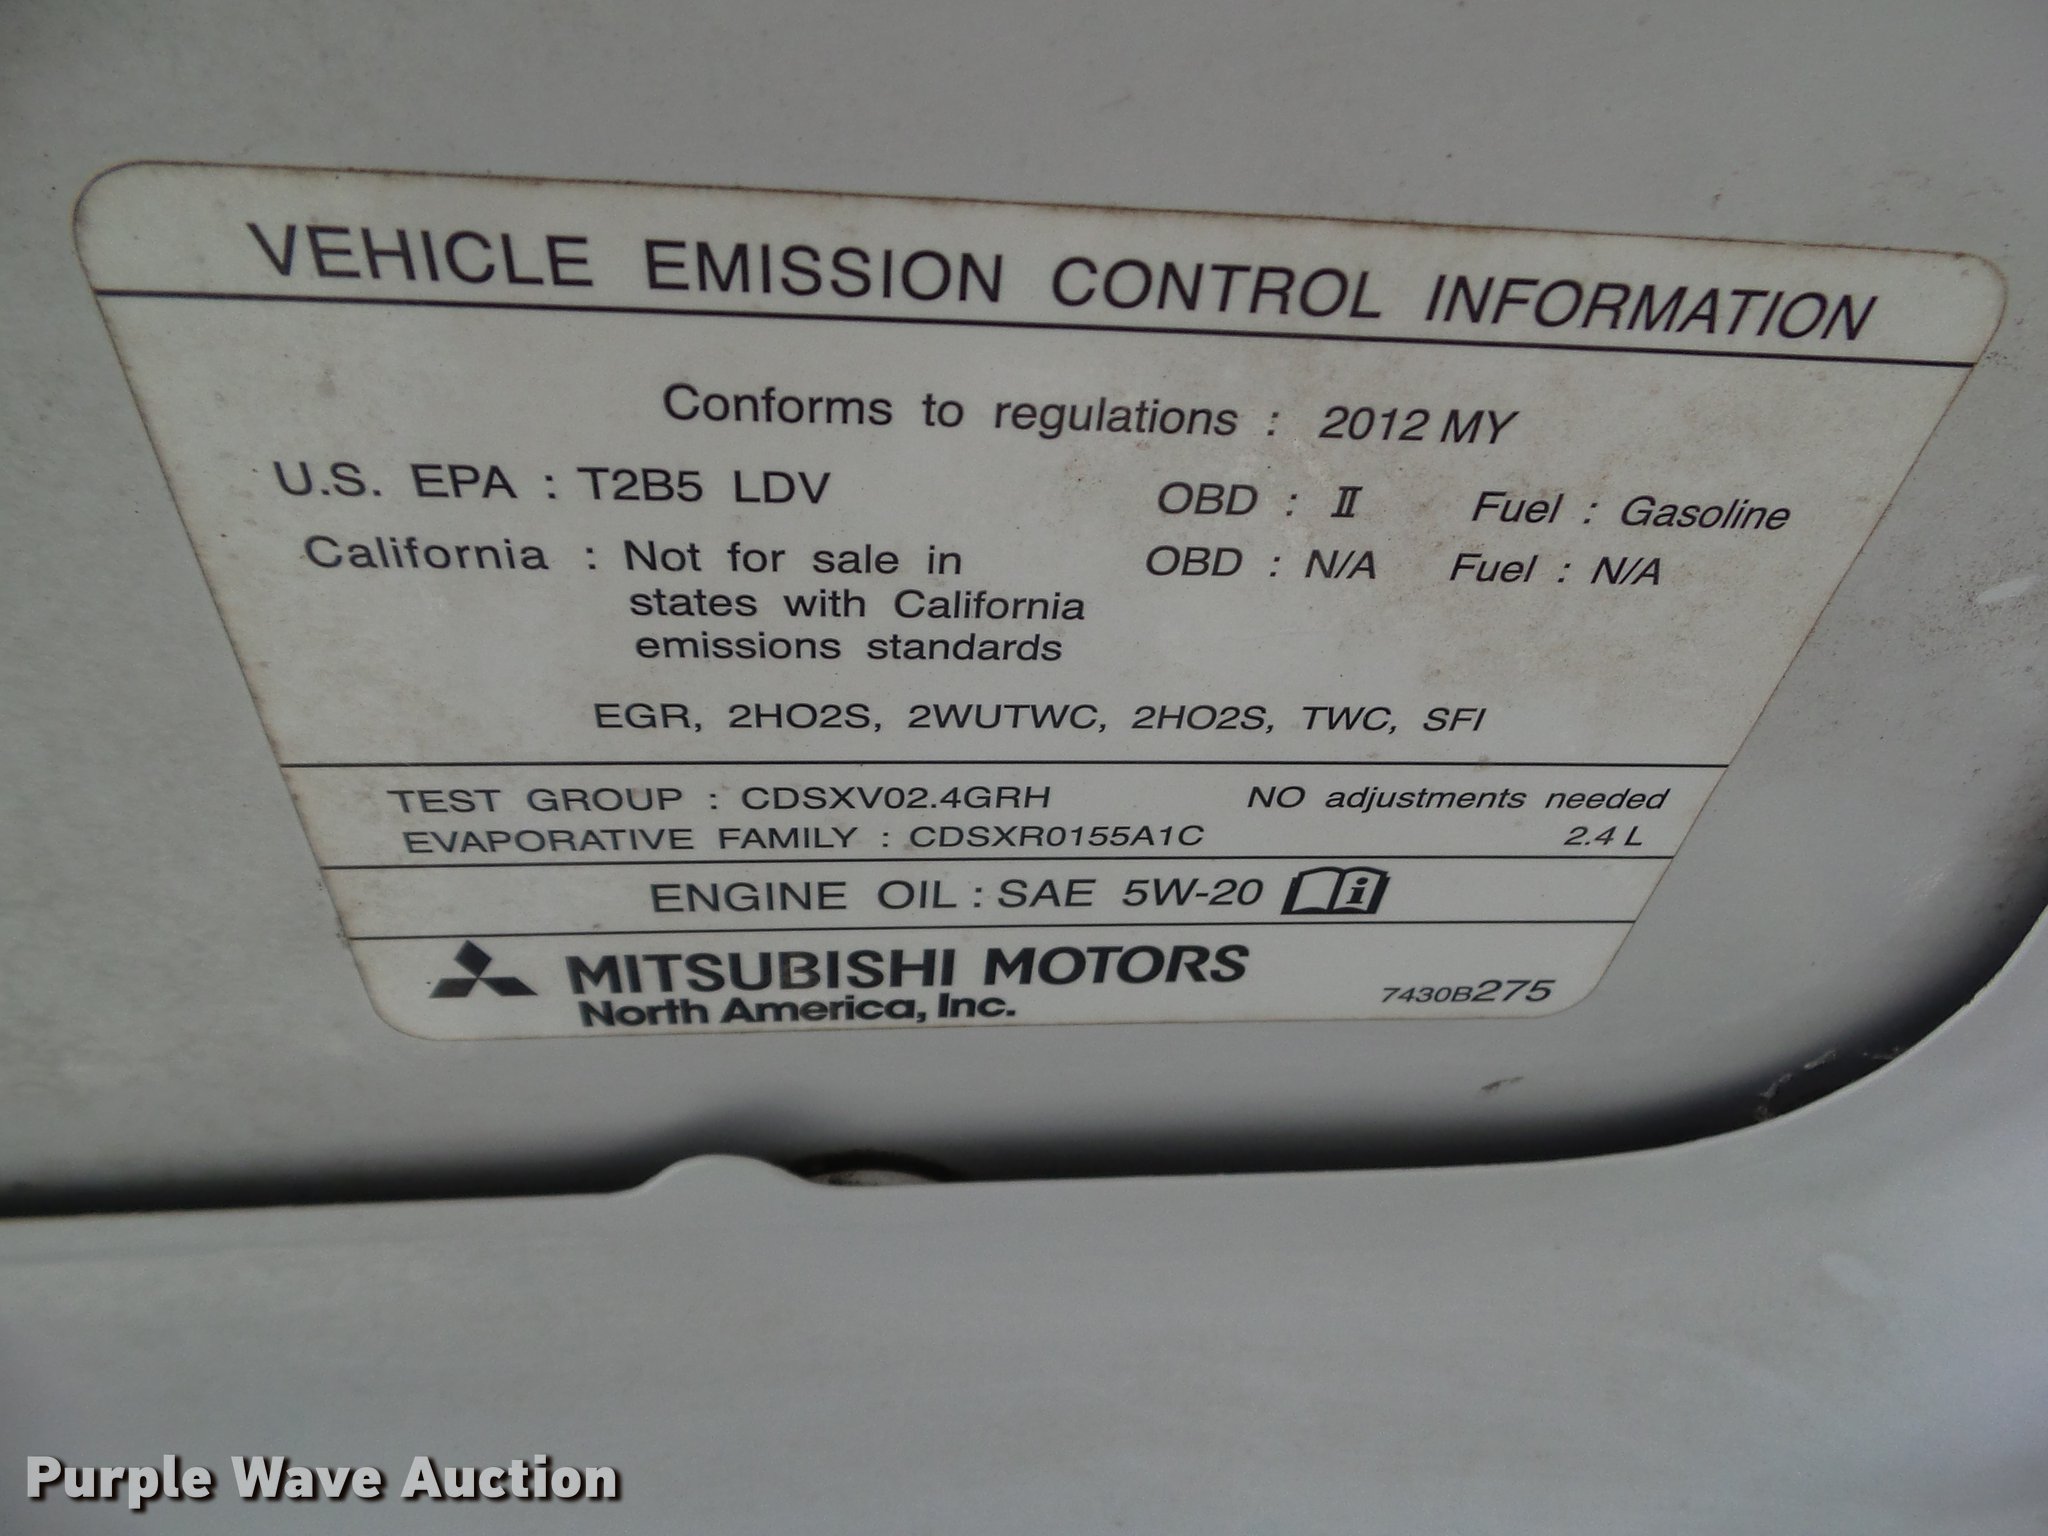 VEHICLE EMISSION CONTROL INFORMATION
Conforms to regulations : 2012 MY
U.S. EPA : T2B5 LDV OBD : II Fuel : Gasoline
California : Not for sale in OBD : N/A Fuel : N/A
states with California
emissions standards
EGR, 2HO2S, 2WUTWC, 2HO2S, TWC, SFI
TEST GROUP : CDSXV02.4GRH NO adjustments needed
EVAPORATIVE FAMILY : CDSXR0155A1C 2.4 L
ENGINE OIL : SAE 5W-20 i
MITSUBISHI MOTORS
North America, Inc. 7430B275
Purple Wave Auction